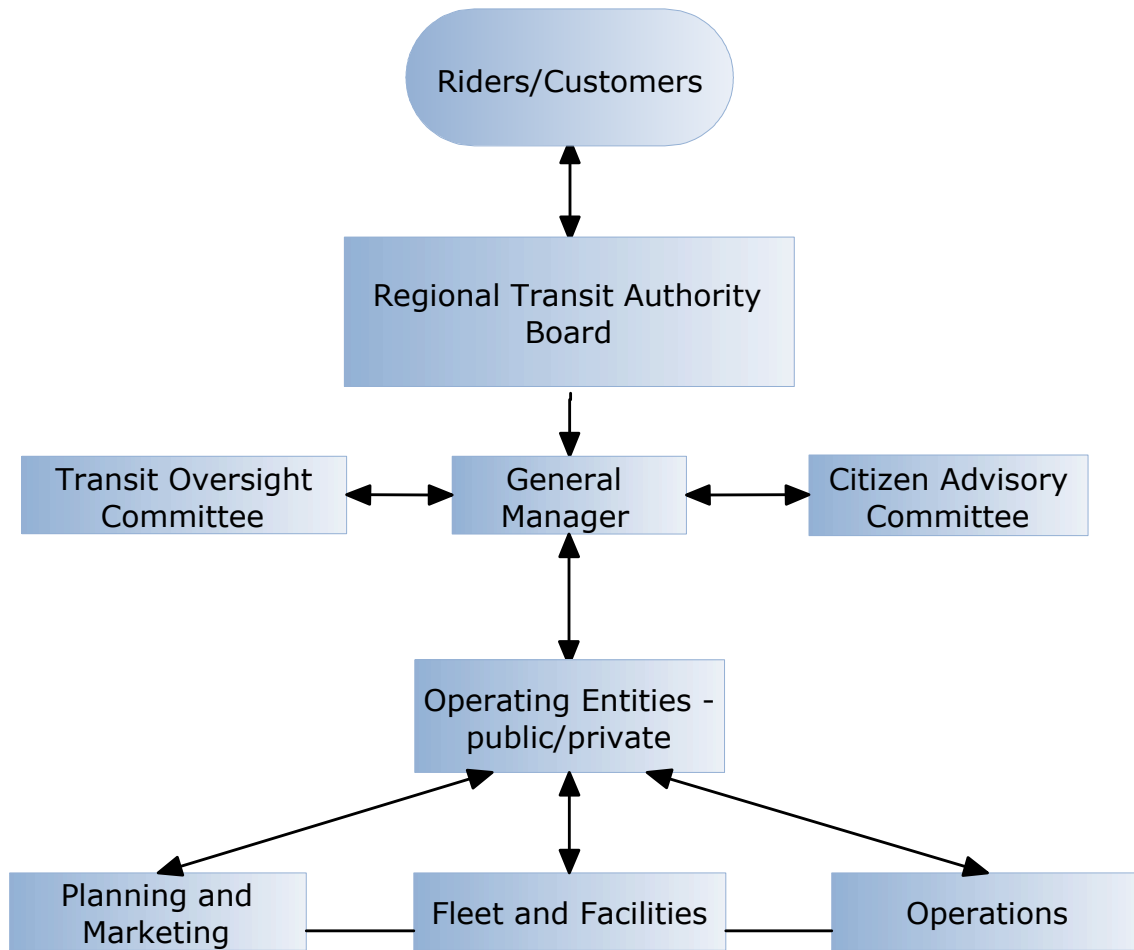 Riders/Customers
Regional Transit Authority
Board
Transit Oversight
Committee
General
Manager
Citizen Advisory
Committee
Operating Entities -
public/private
Planning and
Marketing
Fleet and Facilities
Operations